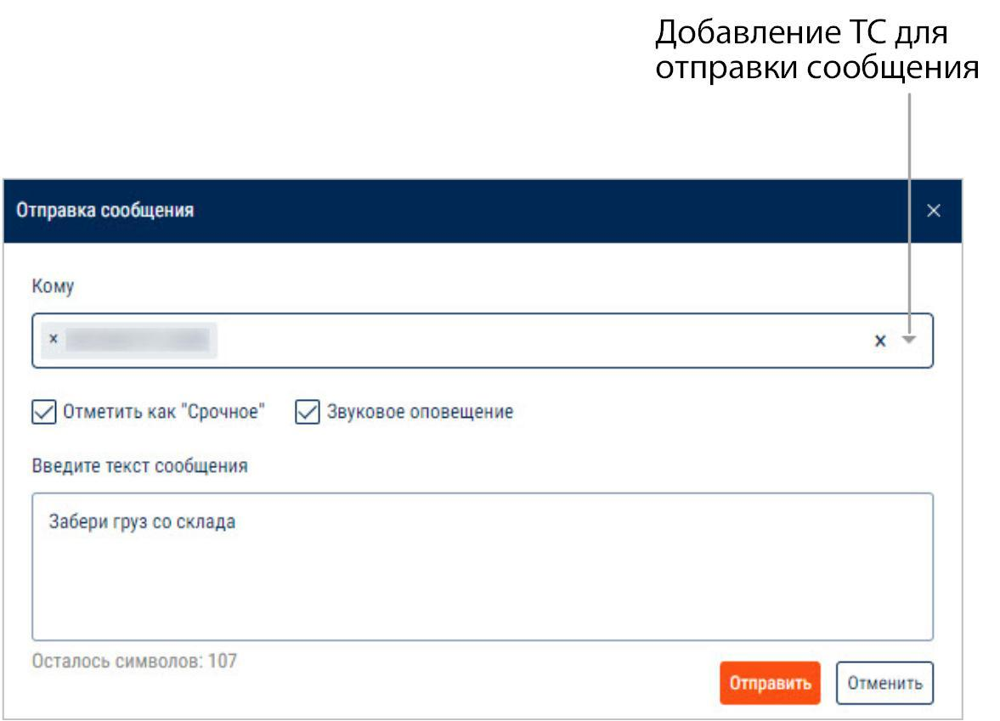 Добавление ТС для
отправки сообщения
Отправка сообщения
Кому
Отметить как "Срочное" Звуковое оповещение
Введите текст сообщения
Забери груз со склада
Осталось символов: 107
Отправить Отменить